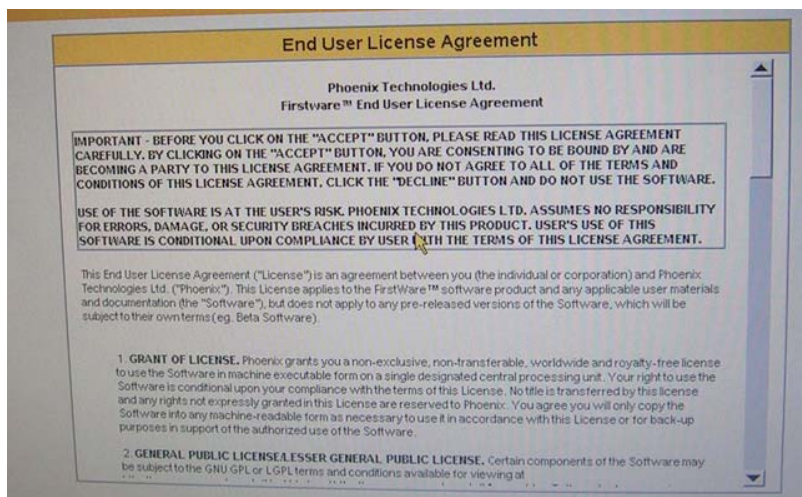 End User License Agreement
Phoenix Technologies Ltd.
Firstware™ End User License Agreement
IMPORTANT - BEFORE YOU CLICK ON THE "ACCEPT" BUTTON, PLEASE READ THIS LICENSE AGREEMENT
CAREFULLY. BY CLICKING ON THE "ACCEPT" BUTTON, YOU ARE CONSENTING TO BE BOUND BY AND ARE
BECOMING A PARTY TO THIS LICENSE AGREEMENT. IF YOU DO NOT AGREE TO ALL OF THE TERMS AND
CONDITIONS OF THIS LICENSE AGREEMENT, CLICK THE "DECLINE" BUTTON AND DO NOT USE THE SOFTWARE.
USE OF THE SOFTWARE IS AT THE USER'S RISK. PHOENIX TECHNOLOGIES LTD. ASSUMES NO RESPONSIBILITY
FOR ERRORS, DAMAGE, OR SECURITY BREACHES INCURRED BY THIS PRODUCT. USER'S USE OF THIS
SOFTWARE IS CONDITIONAL UPON COMPLIANCE BY USER WITH THE TERMS OF THIS LICENSE AGREEMENT.
This End User License Agreement ("License") is an agreement between you (the individual or corporation) and Phoenix
Technologies Ltd. ("Phoenix"). This License applies to the FirstWare™ software product and any applicable user materials
and documentation (the "Software"), but does not apply to any pre-released versions of the Software, which will be
subject to their own terms (eg. Beta Software).
1. GRANT OF LICENSE. Phoenix grants you a non-exclusive, non-transferable, worldwide and royalty-free license
to use the Software in machine executable form on a single designated central processing unit. Your right to use the
Software is conditional upon your compliance with the terms of this License. No title is transferred by this license
and any rights not expressly granted in this License are reserved to Phoenix. You agree you will only copy the
Software into any machine-readable form as necessary to use it in accordance with this License or for back-up
purposes in support of the authorized use of the Software.
2. GENERAL PUBLIC LICENSE/LESSER GENERAL PUBLIC LICENSE. Certain components of the Software may
be subject to the GNU GPL or LGPL terms and conditions available for viewing at